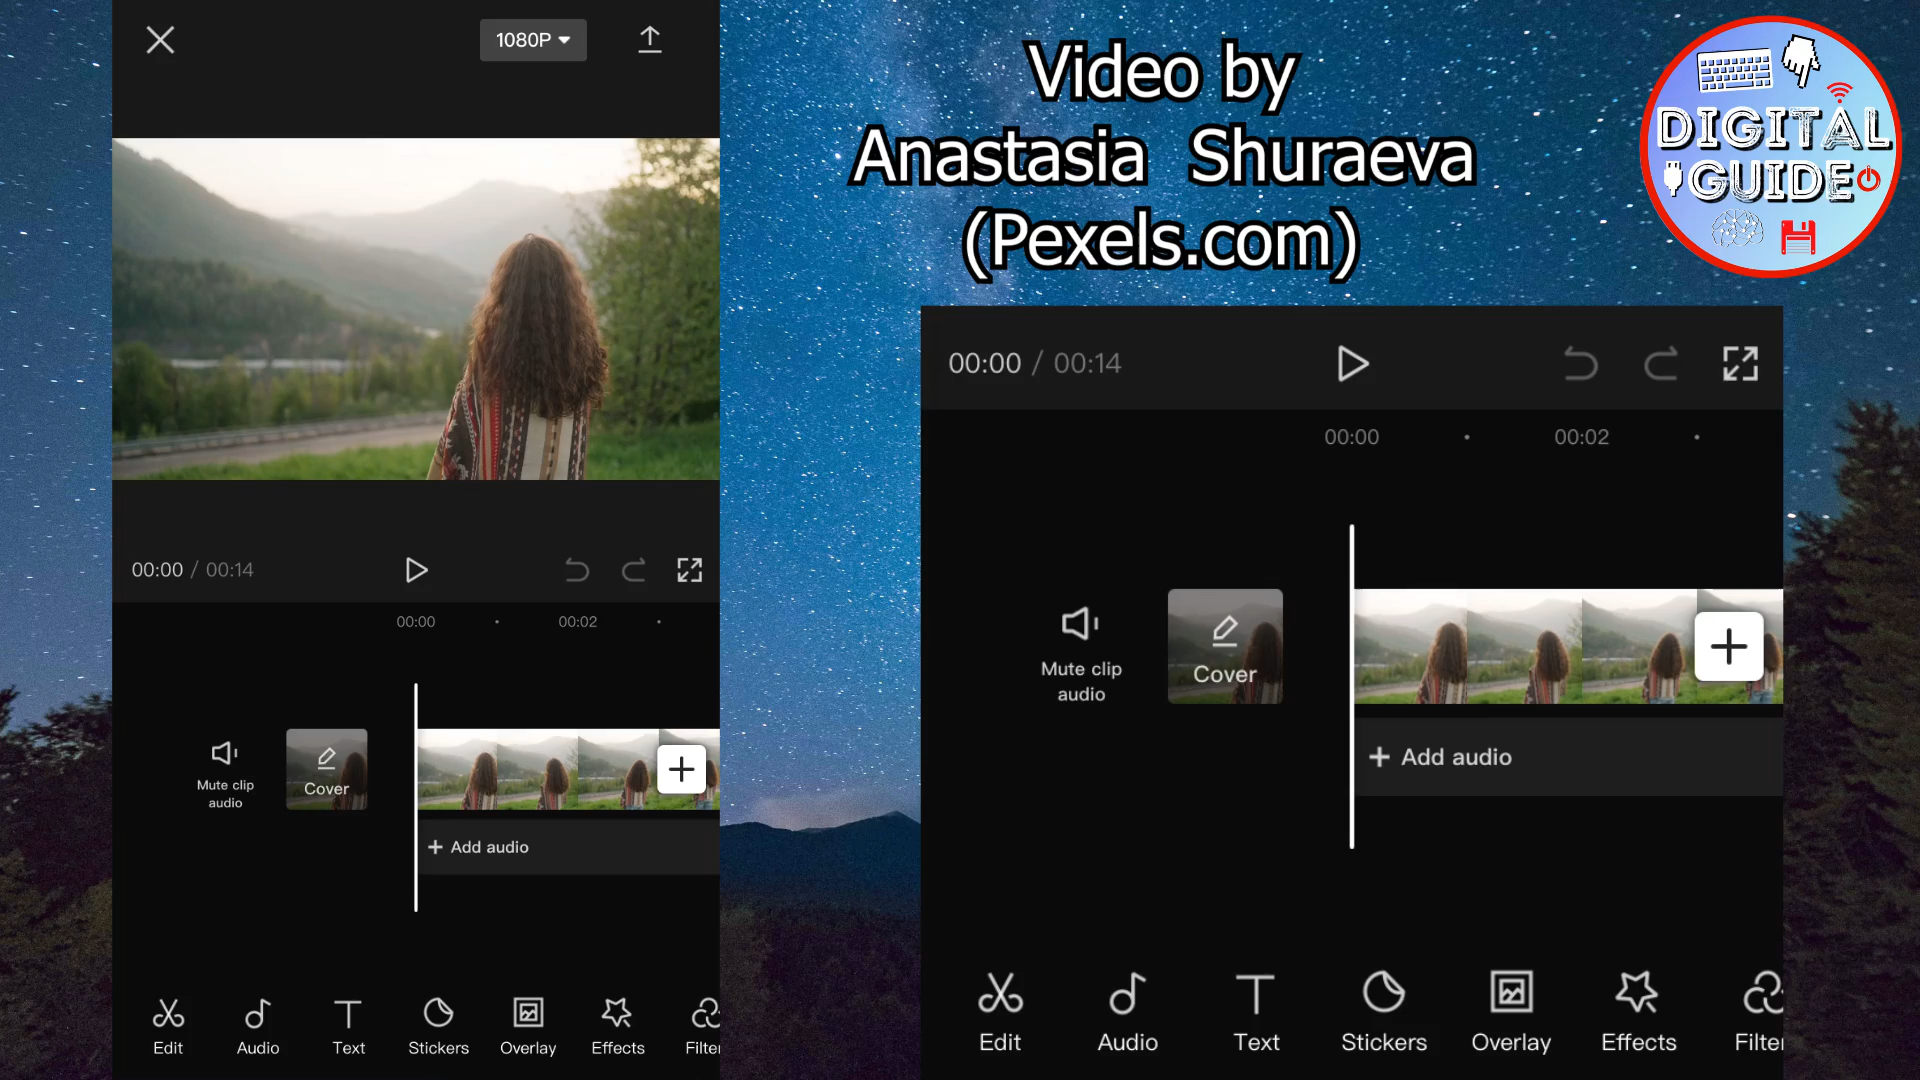 1080P
00:00 / 00:14
00:00
00:02
Mute clip
audio
Cover
+ Add audio
Edit
Audio
Text
Stickers
Overlay
Effects
Filter
Video by
Anastasia Shuraeva
(Pexels.com)
DIGITAL
GUIDE
00:00 / 00:14
00:00
00:02
Mute clip
audio
Cover
+ Add audio
Edit
Audio
Text
Stickers
Overlay
Effects
Filter